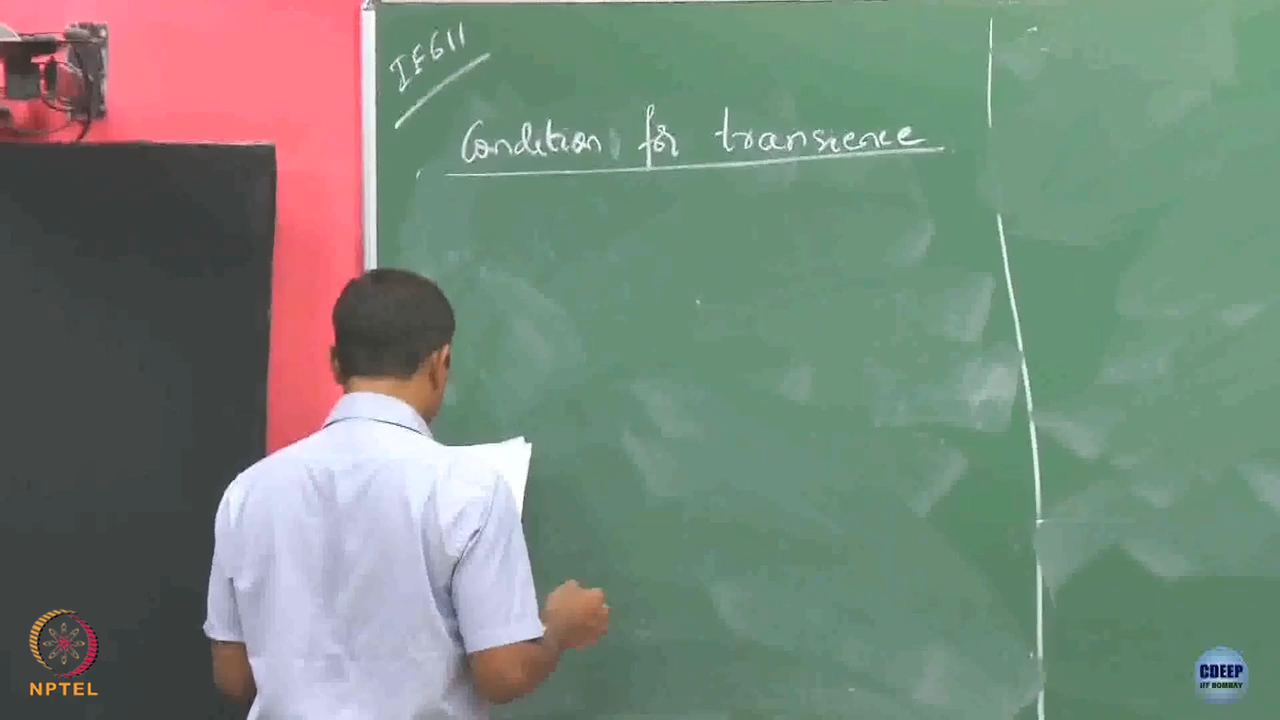 IE611
Condition for transience
NPTEL
CDEEP
IIT BOMBAY